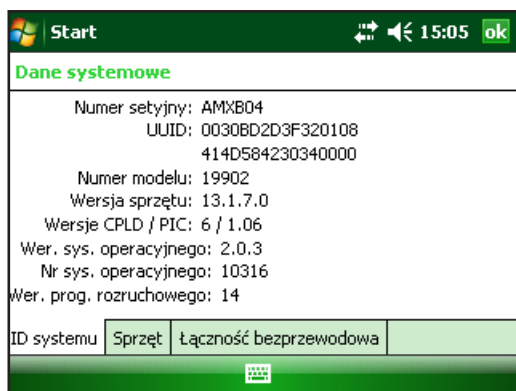 Start 15:05 ok
Dane systemowe
Numer setyjny: AMXB04
UUID: 0030BD2D3F320108
414D584230340000
Numer modelu: 19902
Wersja sprzętu: 13.1.7.0
Wersje CPLD / PIC: 6 / 1.06
Wer. sys. operacyjnego: 2.0.3
Nr sys. operacyjnego: 10316
Wer. prog. rozruchowego: 14
ID systemu Sprzęt Łączność bezprzewodowa